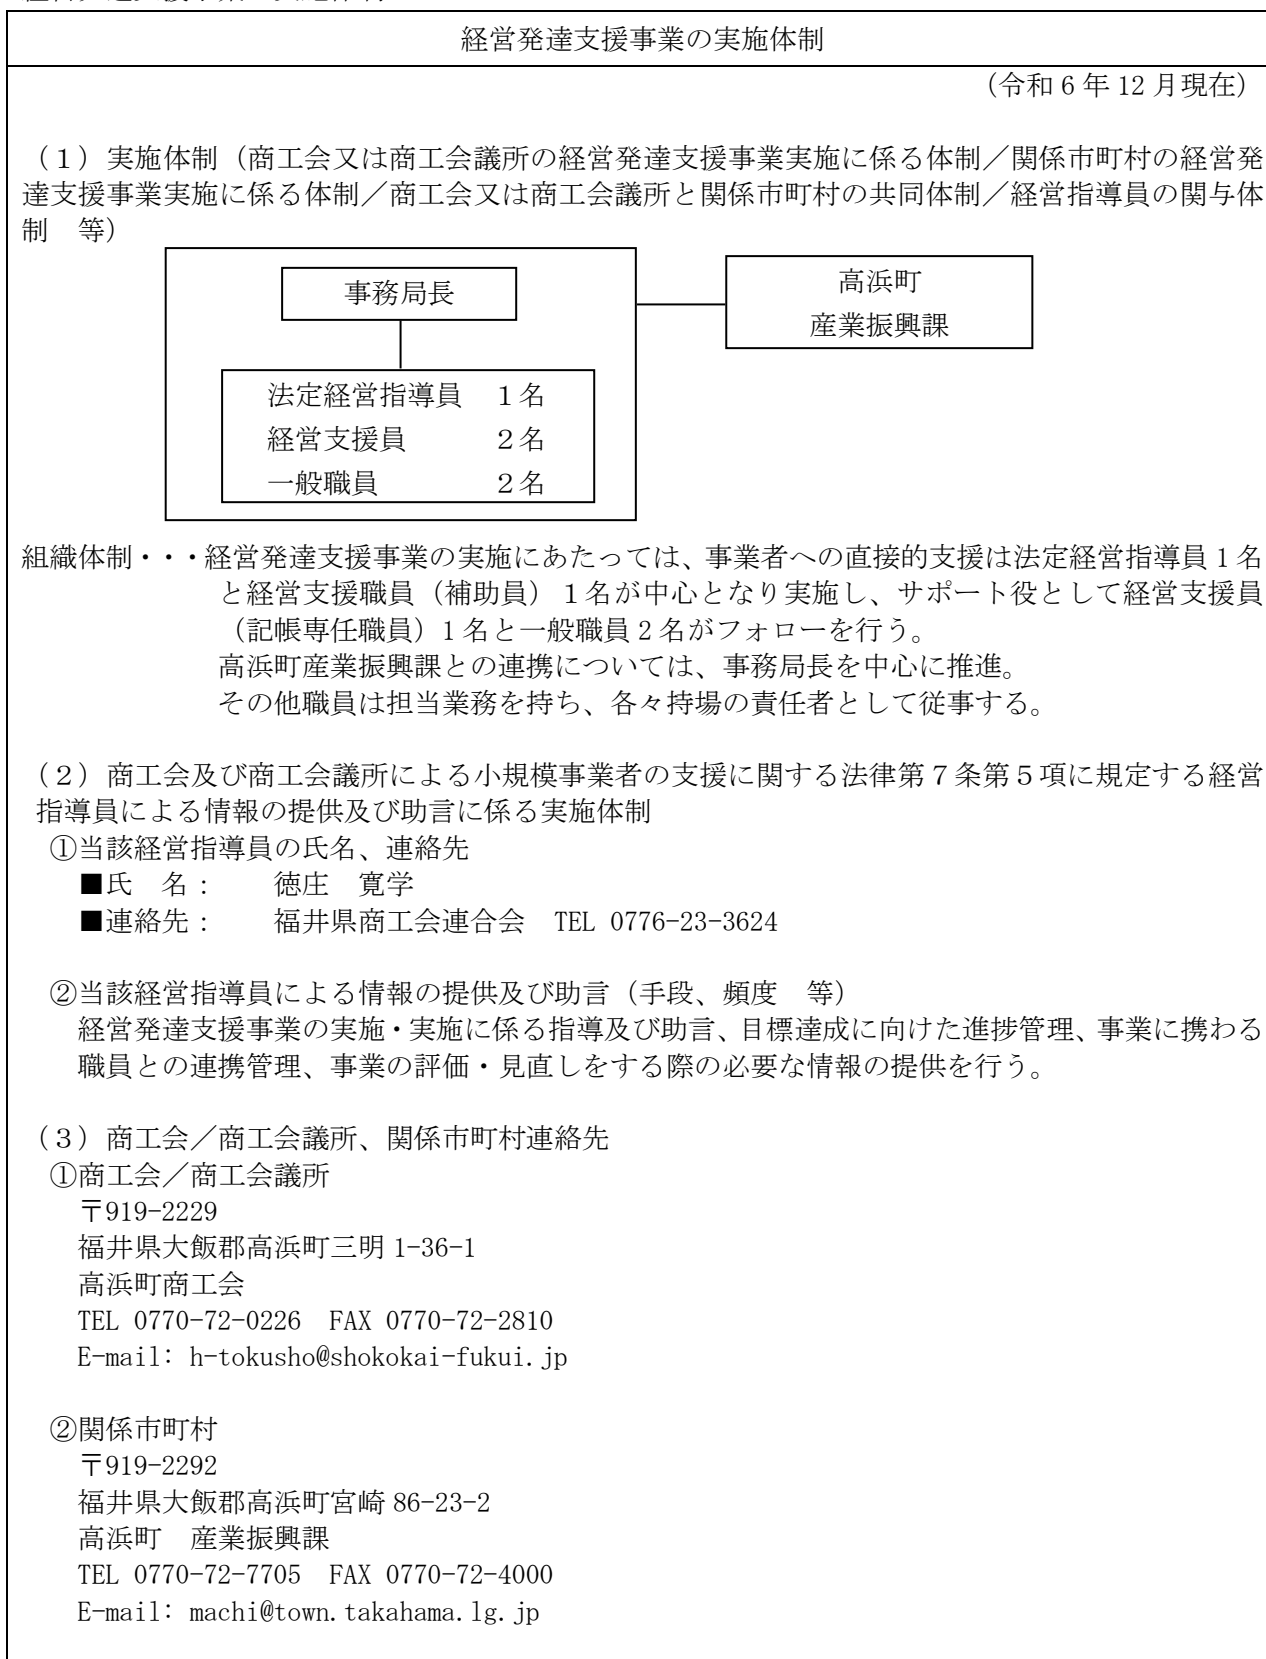 経営発達支援事業の実施体制
（令和 6 年 12 月現在）
（１）実施体制（商工会又は商工会議所の経営発達支援事業実施に係る体制／関係市町村の経営発
達支援事業実施に係る体制／商工会又は商工会議所と関係市町村の共同体制／経営指導員の関与体
制　等）
事務局長
高浜町
産業振興課
法定経営指導員　１名
経営支援員　２名
一般職員　２名
組織体制・・・経営発達支援事業の実施にあたっては、事業者への直接的支援は法定経営指導員 1 名
と経営支援職員（補助員）１名が中心となり実施し、サポート役として経営支援員
（記帳専任職員）1 名と一般職員 2 名がフォローを行う。
高浜町産業振興課との連携については、事務局長を中心に推進。
その他職員は担当業務を持ち、各々持場の責任者として従事する。
（２）商工会及び商工会議所による小規模事業者の支援に関する法律第７条第５項に規定する経営
指導員による情報の提供及び助言に係る実施体制
①当該経営指導員の氏名、連絡先
■氏　名：　　徳庄　寛学
■連絡先：　　福井県商工会連合会　TEL 0776-23-3624
②当該経営指導員による情報の提供及び助言（手段、頻度　等）
経営発達支援事業の実施・実施に係る指導及び助言、目標達成に向けた進捗管理、事業に携わる
職員との連携管理、事業の評価・見直しをする際の必要な情報の提供を行う。
（３）商工会／商工会議所、関係市町村連絡先
①商工会／商工会議所
〒919-2229
福井県大飯郡高浜町三明 1-36-1
高浜町商工会
TEL 0770-72-0226　FAX 0770-72-2810
E-mail: h-tokusho@shokokai-fukui.jp
②関係市町村
〒919-2292
福井県大飯郡高浜町宮崎 86-23-2
高浜町　産業振興課
TEL 0770-72-7705　FAX 0770-72-4000
E-mail: machi@town.takahama.lg.jp